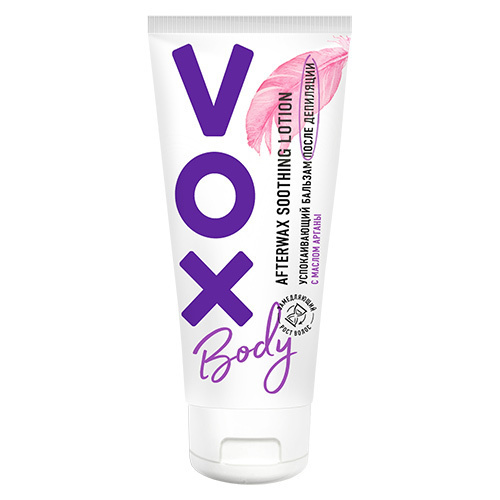 VOX
Body
AFTERWAX SOOTHING LOTION
УСПОКАИВАЮЩИЙ БАЛЬЗАМ ПОСЛЕ ДЕПИЛЯЦИИ
С МАСЛОМ АРГАНЫ
ЗАМЕДЛЯЮЩИЙ
РОСТ ВОЛОС